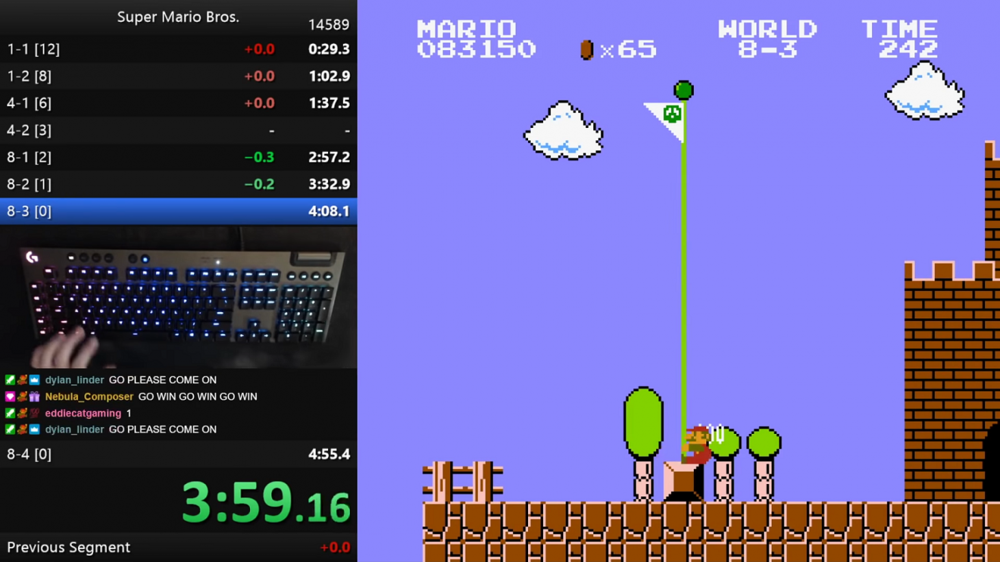 Super Mario Bros.
14589
1-1 [12] +0.0 0:29.3
1-2 [8] +0.0 1:02.9
4-1 [6] +0.0 1:37.5
4-2 [3] - -
8-1 [2] −0.3 2:57.2
8-2 [1] −0.2 3:32.9
8-3 [0] 4:08.1
dylan_linder GO PLEASE COME ON
Nebula_Composer GO WIN GO WIN GO WIN
eddiecatgaming 1
dylan_linder GO PLEASE COME ON
8-4 [0] 4:55.4
3:59.16
Previous Segment +0.0
MARIO WORLD TIME
083150 ×65 8-3 242